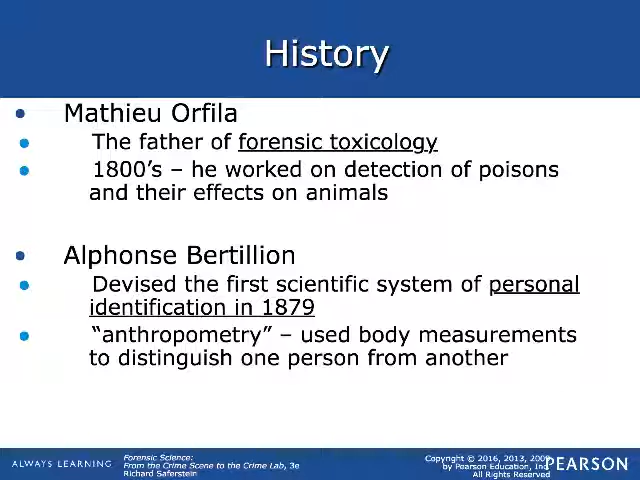 History
• Mathieu Orfila
• The father of forensic toxicology
• 1800’s – he worked on detection of poisons
and their effects on animals
• Alphonse Bertillion
• Devised the first scientific system of personal
identification in 1879
• “anthropometry” – used body measurements
to distinguish one person from another
ALWAYS LEARNING
Forensic Science:
From the Crime Scene to the Crime Lab, 3e
Richard Saferstein
Copyright © 2016, 2013, 2009
by Pearson Education, Inc
All Rights Reserved
PEARSON